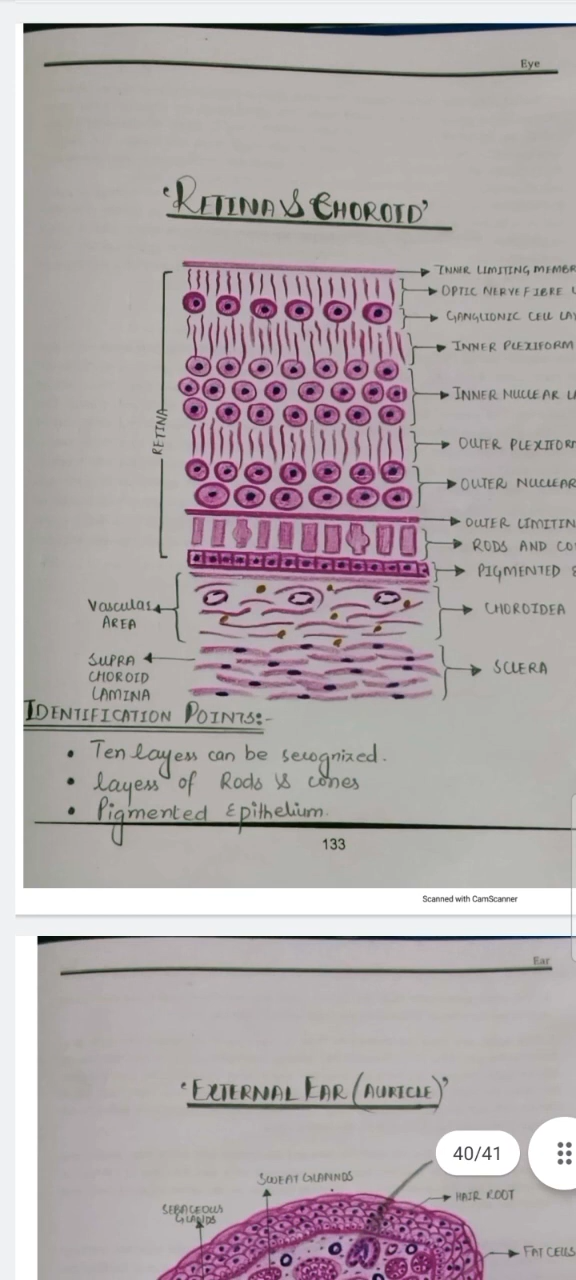 Eye
'RETINA & CHOROID'
INNER LIMITING MEMBR
OPTIC NERVE FIBRE L
GANGLIONIC CELL LAY
INNER PLEXIFORM
INNER NUCLEAR LA
RETINA
OUTER PLEXIFORM
OUTER NUCLEAR
OUTER LIMITIN
RODS AND CO
PIGMENTED E
Vascular
AREA
CHOROIDEA
SUPRA
CHOROID
LAMINA
SCLERA
IDENTIFICATION POINTS:-
• Ten layers can be recognized.
• layers of Rods & cones
• Pigmented Epithelium.
133
Scanned with CamScanner
Ear
'EXTERNAL EAR (AURICLE)'
40/41
SWEAT GLANNDS
HAIR ROOT
SEBACEOUS
GLANDS
FAT CELLS